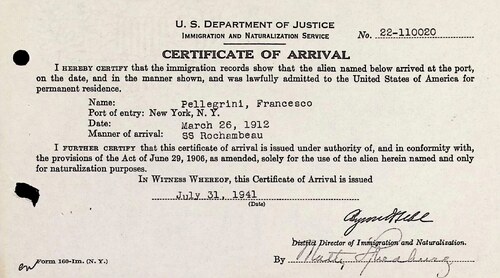 U. S. DEPARTMENT OF JUSTICE
IMMIGRATION AND NATURALIZATION SERVICE
No. 22-110020
CERTIFICATE OF ARRIVAL
I HEREBY CERTIFY that the immigration records show that the alien named below arrived at the port,
on the date, and in the manner shown, and was lawfully admitted to the United States of America for
permanent residence.
Name: Pellegrini, Francesco
Port of entry: New York, N. Y.
Date: March 26, 1912
Manner of arrival: SS Rochambeau
I FURTHER CERTIFY that this certificate of arrival is issued under authority of, and in conformity with,
the provisions of the Act of June 29, 1906, as amended, solely for the use of the alien herein named and only
for naturalization purposes.
IN WITNESS WHEREOF, this Certificate of Arrival is issued
July 31, 1941
(Date)
District Director of Immigration and Naturalization.
Form 160-Im. (N. Y.)
By